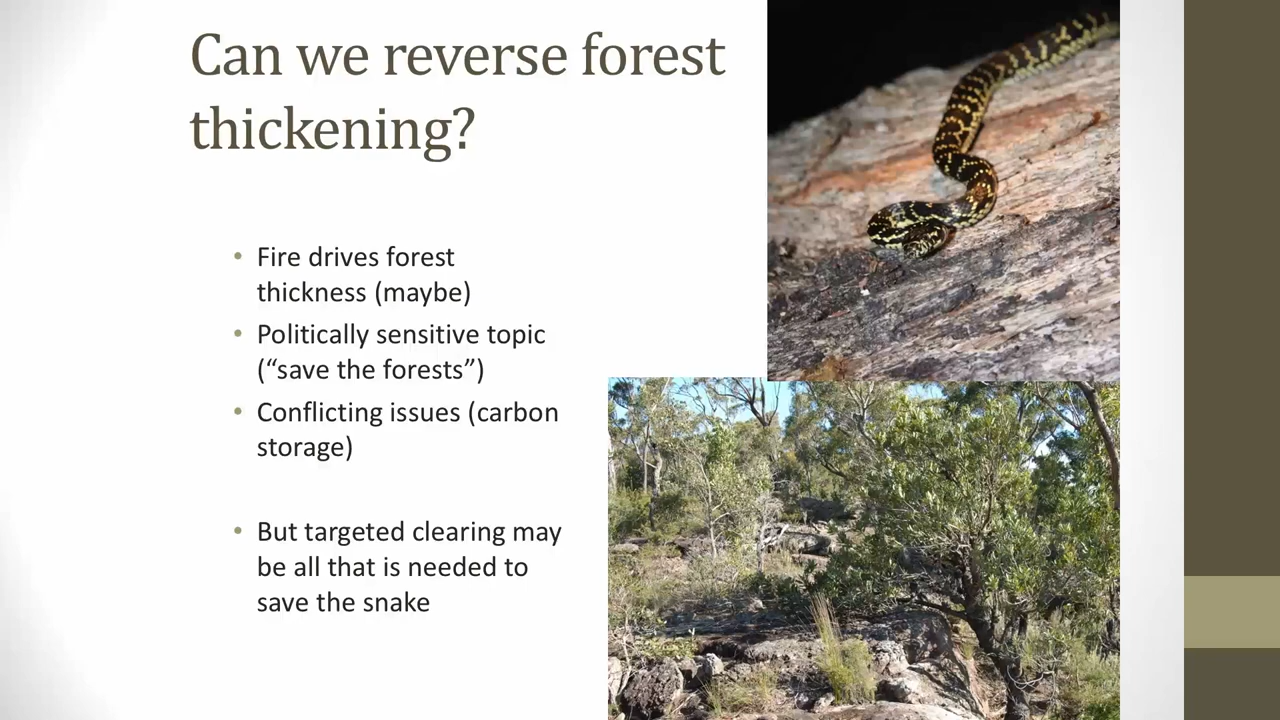 Can we reverse forest
thickening?
• Fire drives forest
thickness (maybe)
• Politically sensitive topic
(“save the forests”)
• Conflicting issues (carbon
storage)
• But targeted clearing may
be all that is needed to
save the snake